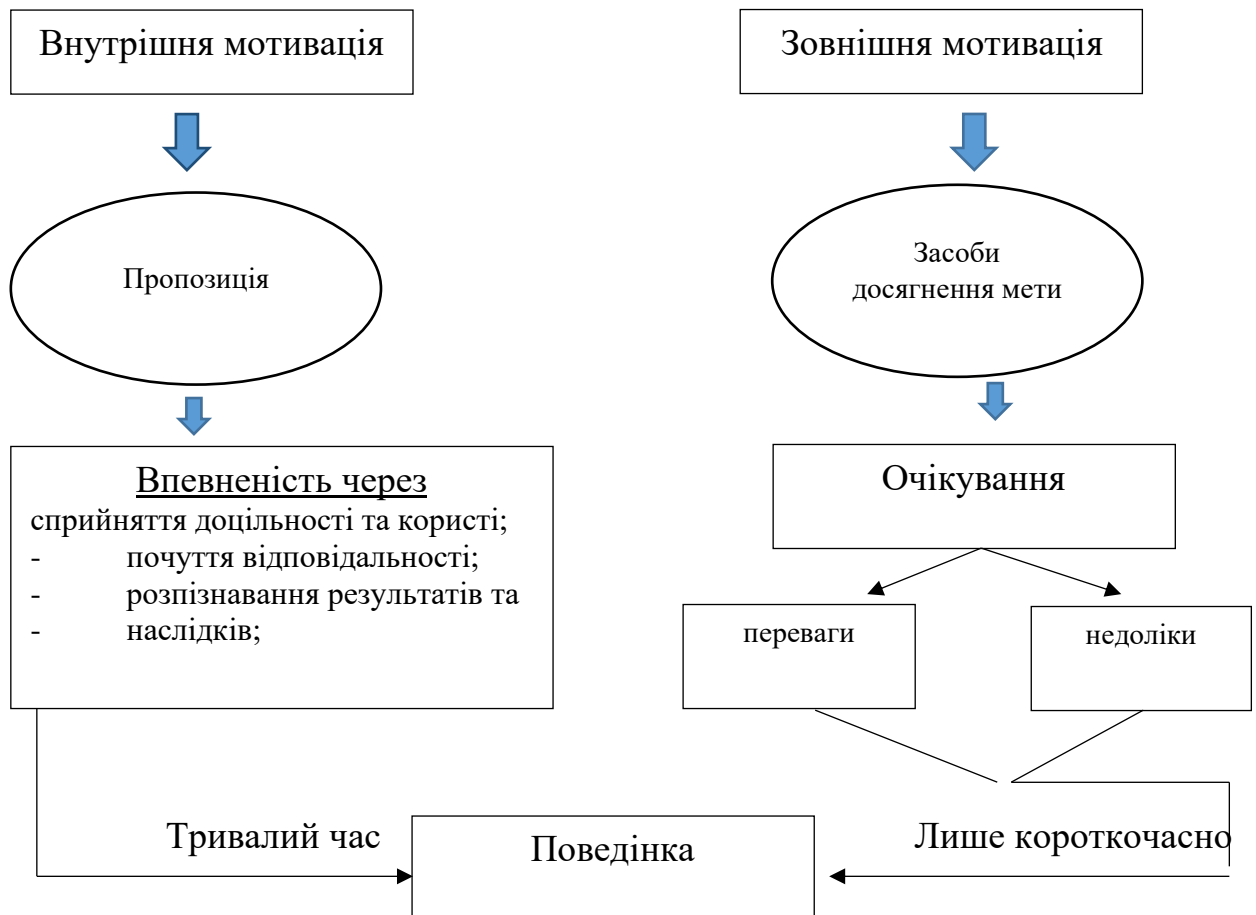 Внутрішня мотивація
Зовнішня мотивація
Пропозиція
Засоби
досягнення мети
Впевненість через
сприйняття доцільності та користі;
- почуття відповідальності;
- розпізнавання результатів та
- наслідків;
Очікування
переваги
недоліки
Тривалий час
Поведінка
Лише короткочасно